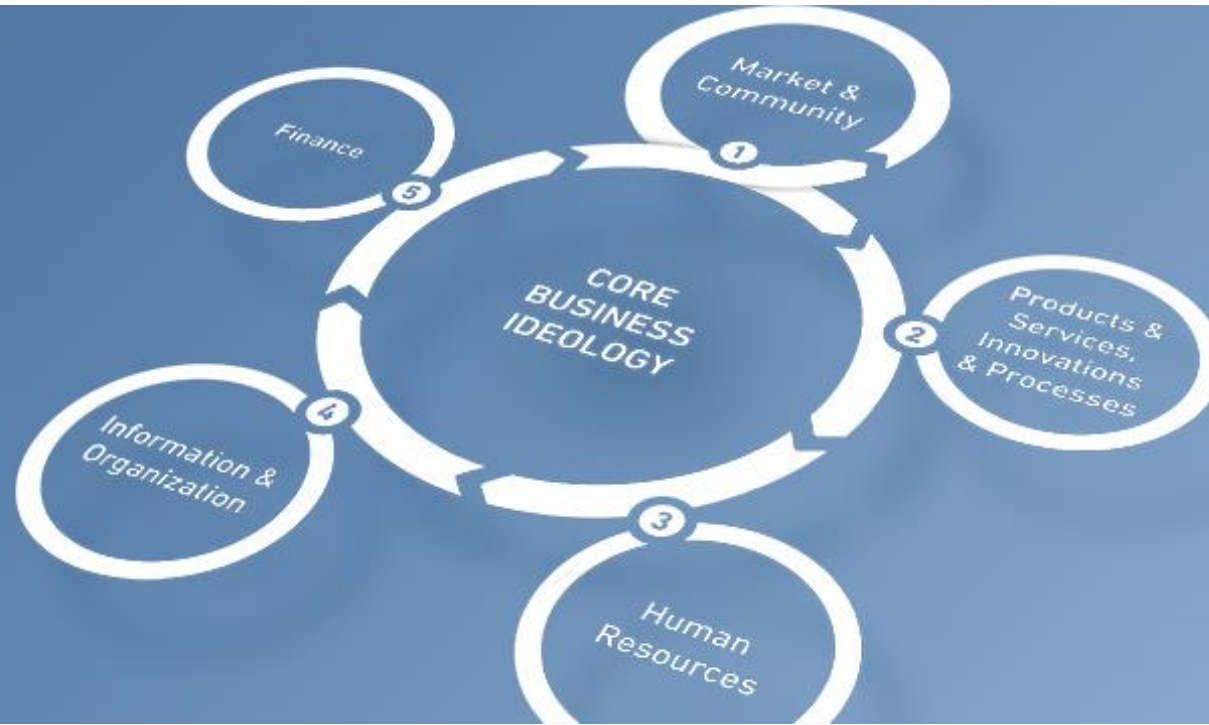 CORE
BUSINESS
IDEOLOGY
1
Market &
Community
2
Products &
Services,
Innovations
& Processes
3
Human
Resources
4
Information &
Organization
5
Finance